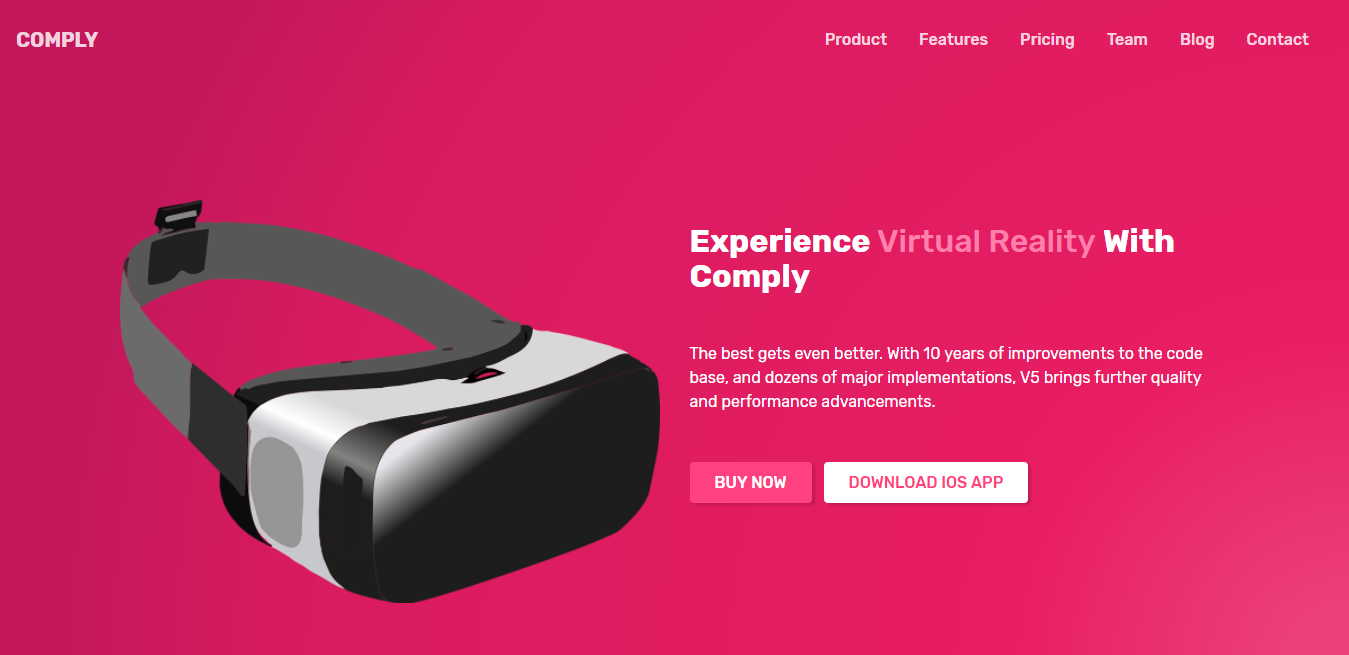 COMPLY
Product Features Pricing Team Blog Contact
Experience Virtual Reality With
Comply
The best gets even better. With 10 years of improvements to the code
base, and dozens of major implementations, V5 brings further quality
and performance advancements.
BUY NOW DOWNLOAD IOS APP